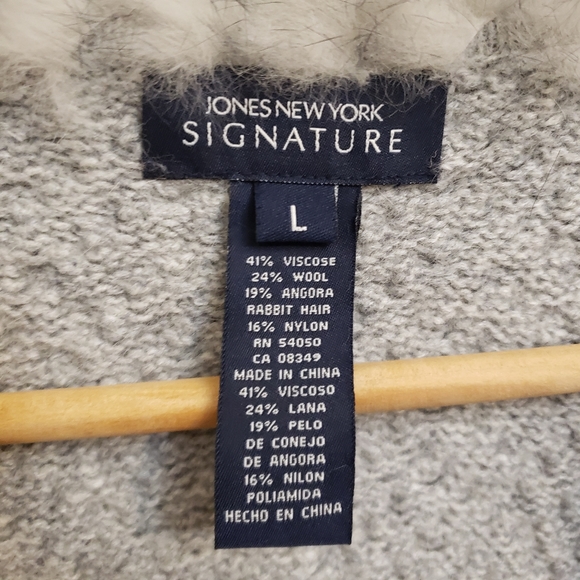 JONES NEW YORK
SIGNATURE
L
41% VISCOSE
24% WOOL
19% ANGORA
RABBIT HAIR
16% NYLON
RN 54050
CA 08349
MADE IN CHINA
41% VISCOSO
24% LANA
19% PELO
DE CONEJO
DE ANGORA
16% NILON
POLIAMIDA
HECHO EN CHINA